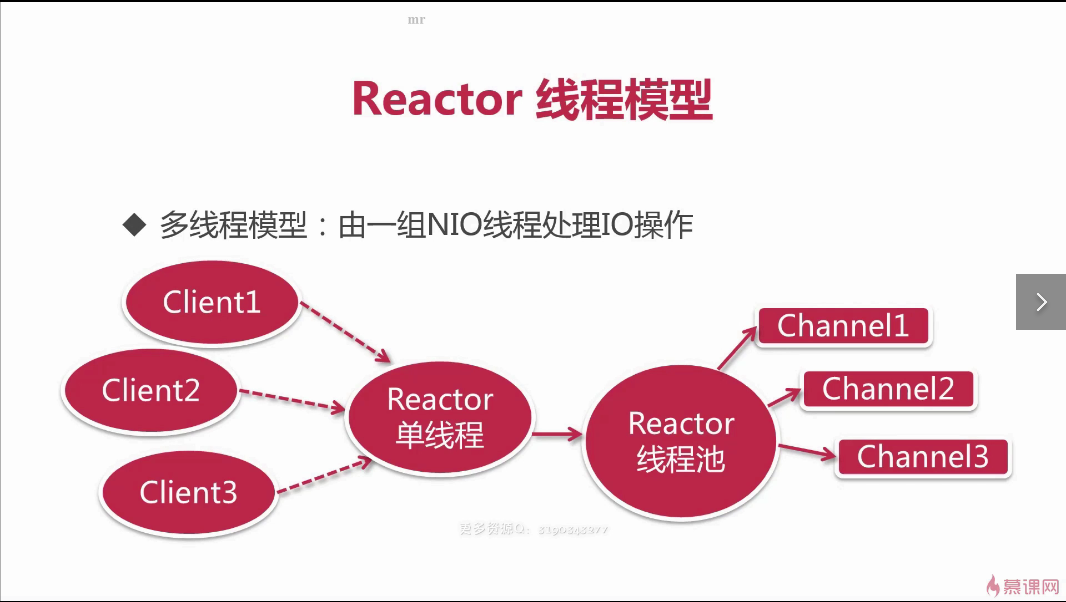 mr
Reactor 线程模型
◆ 多线程模型：由一组NIO线程处理IO操作
Client1
Client2
Client3
Reactor
单线程
Reactor
线程池
Channel1
Channel2
Channel3
更多资源Q:
慕课网